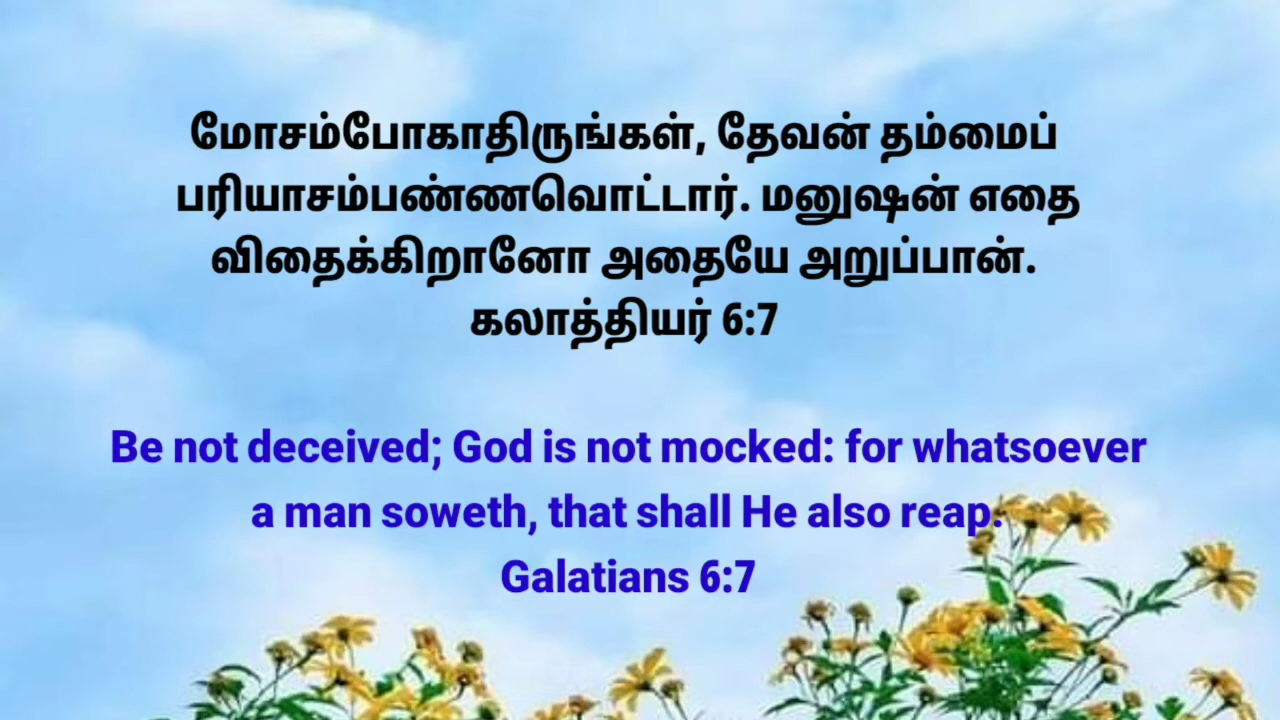 மோசம்போகாதிருங்கள், தேவன் தம்மைப்
பரியாசம்பண்ணவொட்டார். மனுஷன் எதை
விதைக்கிறானோ அதையே அறுப்பான்.
கலாத்தியர் 6:7
Be not deceived; God is not mocked: for whatsoever
a man soweth, that shall He also reap.
Galatians 6:7